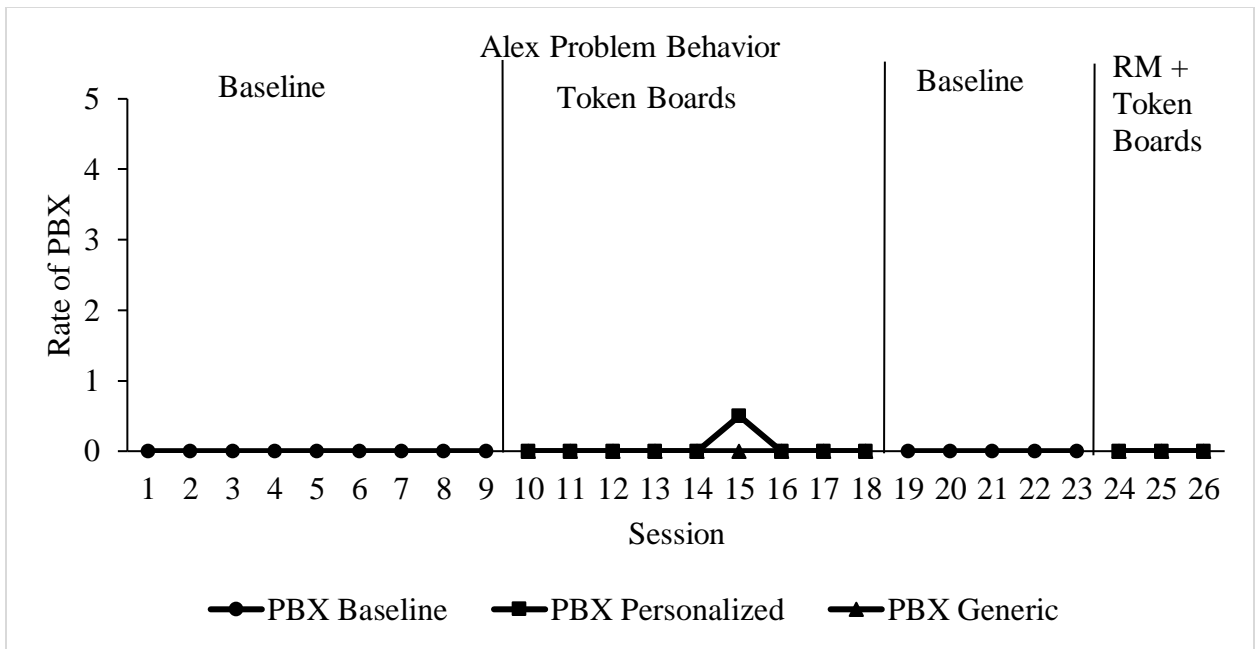 Alex Problem Behavior
Baseline
Token Boards
Baseline
RM +
Token
Boards
Rate of PBX
5
4
3
2
1
0
1 2 3 4 5 6 7 8 9 10 11 12 13 14 15 16 17 18 19 20 21 22 23 24 25 26
Session
PBX Baseline PBX Personalized PBX Generic